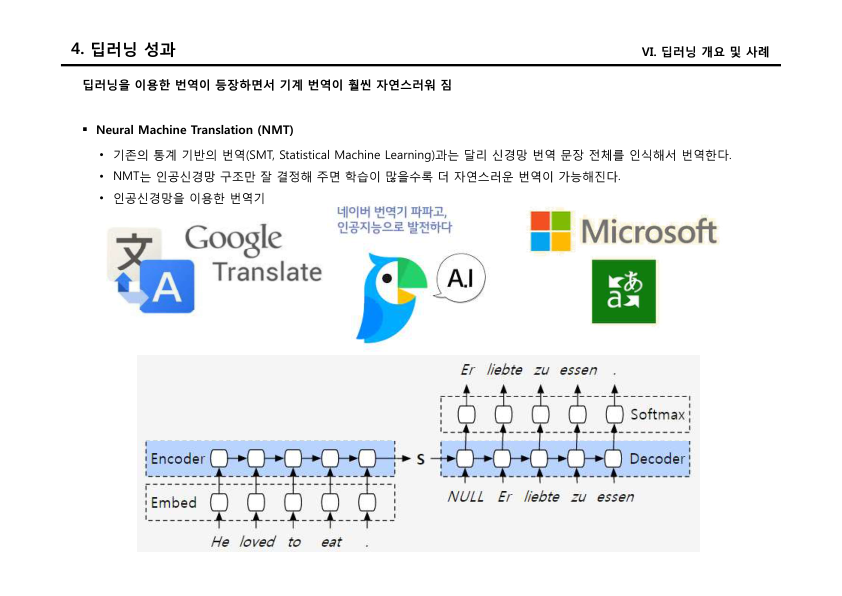 4. 딥러닝 성과
VI. 딥러닝 개요 및 사례
딥러닝을 이용한 번역이 등장하면서 기계 번역이 훨씬 자연스러워 짐
▪ Neural Machine Translation (NMT)
• 기존의 통계 기반의 번역(SMT, Statistical Machine Learning)과는 달리 신경망 번역 문장 전체를 인식해서 번역한다.
• NMT는 인공신경망 구조만 잘 결정해 주면 학습이 많을수록 더 자연스러운 번역이 가능해진다.
• 인공신경망을 이용한 번역기
文 A
Google
Translate
네이버 번역기 파파고,
인공지능으로 발전하다
A.I
Microsoft
a あ
Er liebte zu essen .
Softmax
Encoder
S
Decoder
Embed
NULL Er liebte zu essen
He loved to eat .